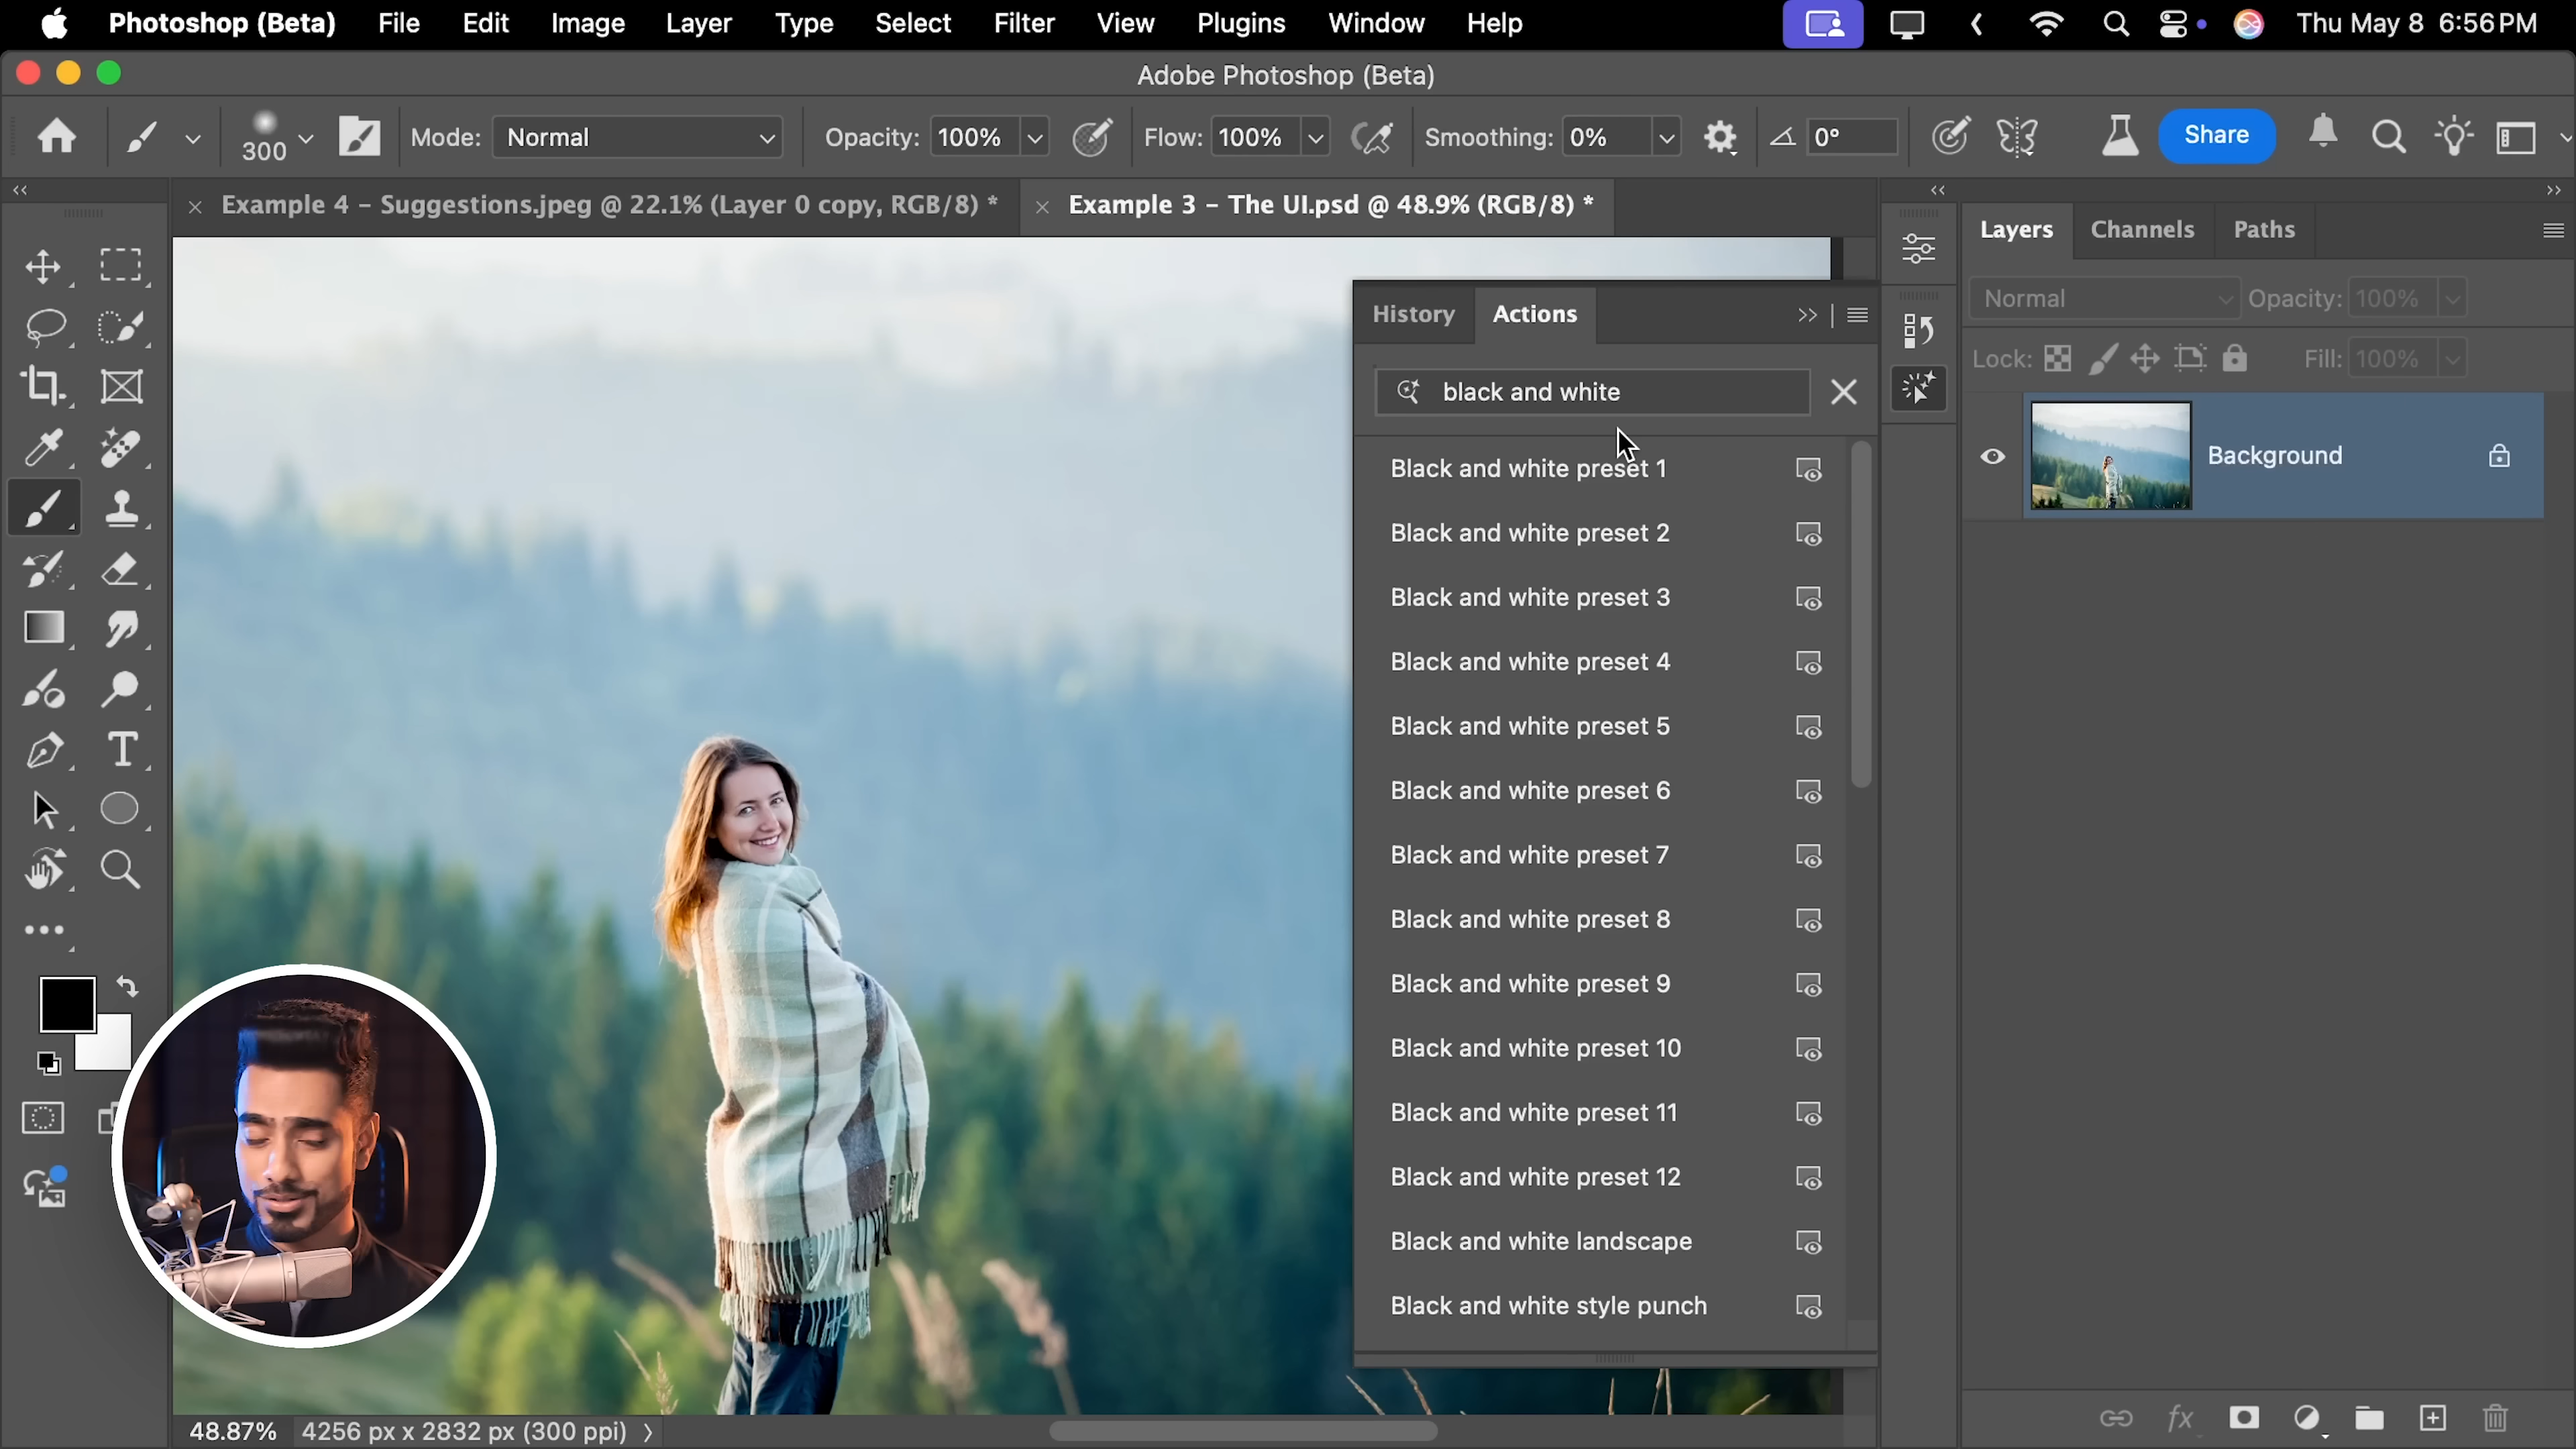 Photoshop (Beta) File Edit Image Layer Type Select Filter View Plugins Window Help Thu May 8 6:56 PM
Adobe Photoshop (Beta)
300 Mode: Normal Opacity: 100% Flow: 100% Smoothing: 0% 0° Share
Example 4 – Suggestions.jpeg @ 22.1% (Layer 0 copy, RGB/8) * Example 3 – The UI.psd @ 48.9% (RGB/8) *
Layers Channels Paths
Normal Opacity: 100%
Lock: Fill: 100%
Background
History Actions
black and white
Black and white preset 1
Black and white preset 2
Black and white preset 3
Black and white preset 4
Black and white preset 5
Black and white preset 6
Black and white preset 7
Black and white preset 8
Black and white preset 9
Black and white preset 10
Black and white preset 11
Black and white preset 12
Black and white landscape
Black and white style punch
48.87% 4256 px x 2832 px (300 ppi)